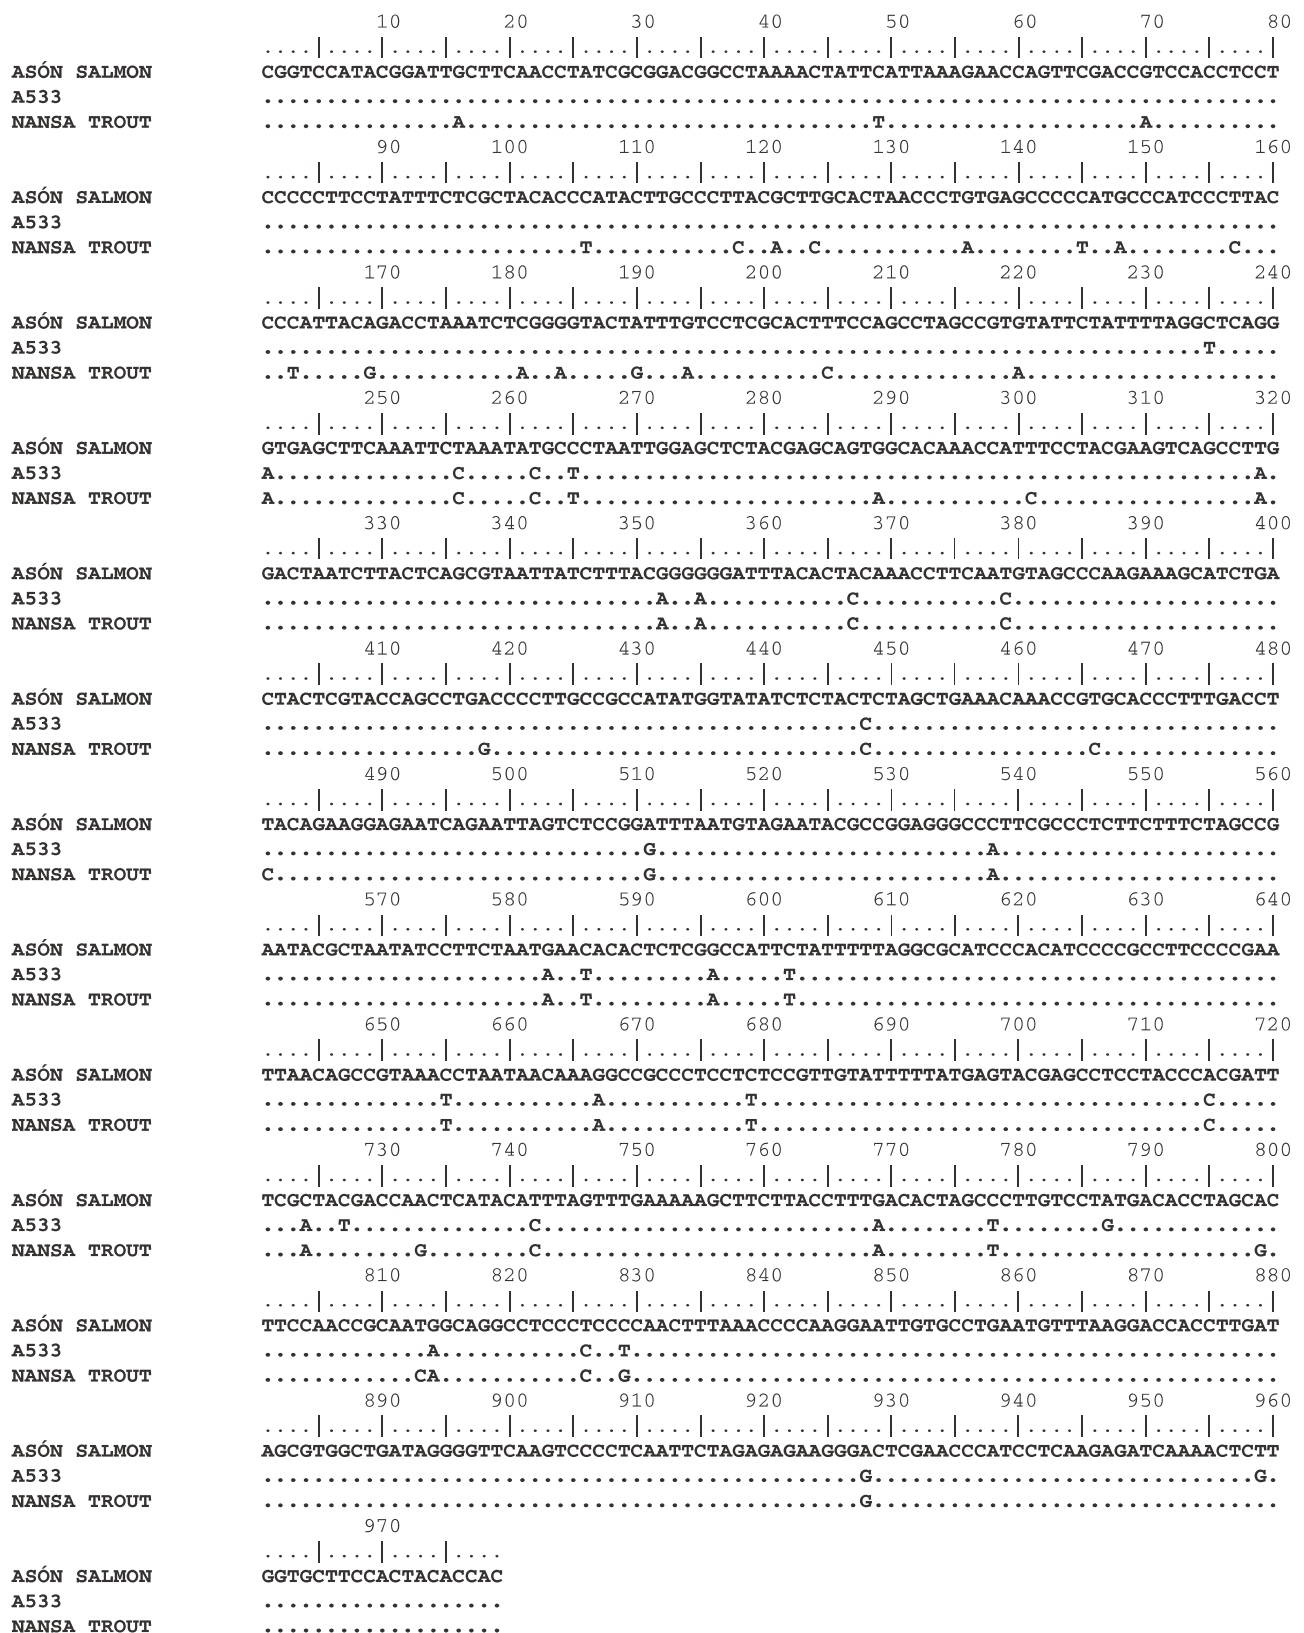 10 20 30 40 50 60 70 80
....|....|....|....|....|....|....|....|....|....|....|....|....|....|....|....|
ASÓN SALMON CGGTCCATACGGATTGCTTCAACCTATCGCGGACGGCCTAAAACTATTCATTAAAGAACCAGTTCGACCGTCCACCTCCT
A533 ................................................................................
NANSA TROUT ...............A................................T....................A..........
90 100 110 120 130 140 150 160
....|....|....|....|....|....|....|....|....|....|....|....|....|....|....|....|
ASÓN SALMON CCCCCTTCCTATTTCTCGCTACACCCATACTTGCCCTTACGCTTGCACTAACCCTGTGAGCCCCCATGCCCATCCCTTAC
A533 ................................................................................
NANSA TROUT .........................T...........C..A..C...........A........T..A........C...
170 180 190 200 210 220 230 240
....|....|....|....|....|....|....|....|....|....|....|....|....|....|....|....|
ASÓN SALMON CCCATTACAGACCTAAATCTCGGGGTACTATTTGTCCTCGCACTTTCCAGCCTAGCCGTGTATTCTATTTTAGGCTCAGG
A533 ..........................................................................T.....
NANSA TROUT ..T.....G...........A..A.....G...A..........C..............A....................
250 260 270 280 290 300 310 320
....|....|....|....|....|....|....|....|....|....|....|....|....|....|....|....|
ASÓN SALMON GTGAGCTTCAAATTCTAAATATGCCCTAATTGGAGCTCTACGAGCAGTGGCACAAACCATTTCCTACGAAGTCAGCCTTG
A533 A..............C.....C..T.....................................................A.
NANSA TROUT A..............C.....C..T.......................A...........C.................A.
330 340 350 360 370 380 390 400
....|....|....|....|....|....|....|....|....|....|....|....|....|....|....|....|
ASÓN SALMON GACTAATCTTACTCAGCGTAATTATCTTTACGGGGGGATTTACACTACAAACCTTCAATGTAGCCCAAGAAAGCATCTGA
A533 ...............................A..A...........C...........C.....................
NANSA TROUT ...............................A..A...........C...........C.....................
410 420 431 440 450 460 470 480
....|....|....|....|....|....|....|....|....|....|....|....|....|....|....|....|
ASÓN SALMON CTACTCGTACCAGCCTGACCCCTTGCCGCCATATGGTATATCTCTACTCTAGCTGAAACAAACCGTGCACCCTTTGACCT
A533 ...............................................C................................
NANSA TROUT .................G.............................C.................C..............
490 500 511 520 530 540 550 560
....|....|....|....|....|....|....|....|....|....|....|....|....|....|....|....|
ASÓN SALMON TACAGAAGGAGAATCAGAATTAGTCTCCGGATTTAATGTAGAATACGCCGGAGGGCCCTTCGCCCTCTTCTTTCTAGCCG
A533 ..............................G..........................A......................
NANSA TROUT C.............................G..........................A......................
570 580 591 600 610 620 630 640
....|....|....|....|....|....|....|....|....|....|....|....|....|....|....|....|
ASÓN SALMON AATACGCTAATATCCTTCTAATGAACACACTCTCGGCCATTCTATTTTTAGGCGCATCCCACATCCCCGCCTTCCCCGAA
A533 ......................A..T.........A.....T......................................
NANSA TROUT ......................A..T.........A.....T......................................
650 660 670 681 690 700 710 720
....|....|....|....|....|....|....|....|....|....|....|....|....|....|....|....|
ASÓN SALMON TTAACAGCCGTAAACCTAATAACAAAGGCCGCCCTCCTCTCCGTTGTATTTTTATGAGTACGAGCCTCCTACCCACGATT
A533 ..............T...........A...........T...................................C.....
NANSA TROUT ..............T...........A...........T...................................C.....
730 740 750 760 770 780 790 800
....|....|....|....|....|....|....|....|....|....|....|....|....|....|....|....|
ASÓN SALMON TCGCTACGACCAACTCATACATTTAGTTTGAAAAAGCTTCTTACCTTTGACACTAGCCCTTGTCCTATGACACCTAGCAC
A533 ...A..T..............C..........................A........T........G.............
NANSA TROUT ...A........G........C..........................A........T....................G.
810 820 830 840 850 860 870 880
....|....|....|....|....|....|....|....|....|....|....|....|....|....|....|....|
ASÓN SALMON TTCCAACCGCAATGGCAGGCCTCCCTCCCCAACTTTAAACCCCAAGGAATTGTGCCTGAATGTTTAAGGACCACCTTGAT
A533 .............A...........C..T...................................................
NANSA TROUT ............CA...........C..G...................................................
890 900 910 920 930 940 950 960
....|....|....|....|....|....|....|....|....|....|....|....|....|....|....|....|
ASÓN SALMON AGCGTGGCTGATAGGGGTTCAAGTCCCCTCAATTCTAGAGAGAAGGGACTCGAACCCATCCTCAAGAGATCAAAACTCTT
A533 ...............................................G..............................G.
NANSA TROUT ...............................................G................................
970
....|....|....|....
ASÓN SALMON GGTGCTTCCACTACACCAC
A533 ...................
NANSA TROUT ...................